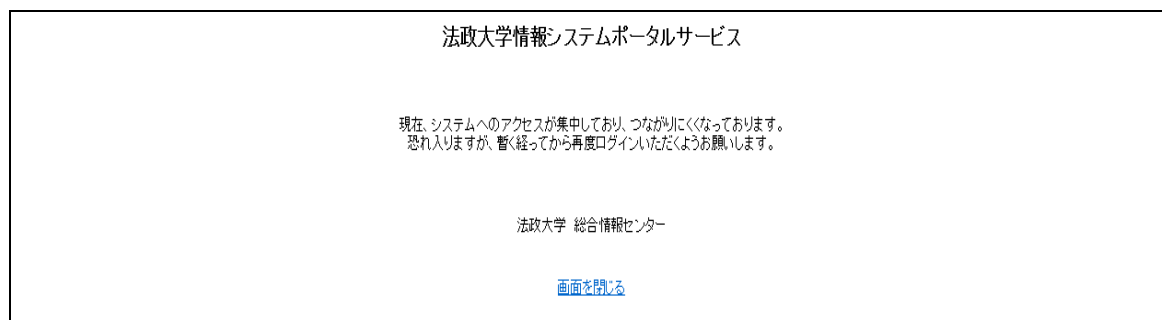 法政大学情報システムポータルサービス
現在、システムへのアクセスが集中しており、つながりにくくなっております。
恐れ入りますが、暫く経ってから再度ログインいただくようお願いします。
法政大学 総合情報センター
画面を閉じる